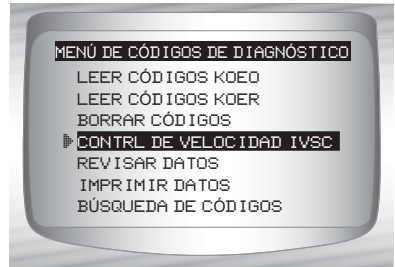 MENÚ DE CÓDIGOS DE DIAGNÓSTICO
LEER CÓDIGOS KOEO
LEER CÓDIGOS KOER
BORRAR CÓDIGOS
CONTRL DE VELOCIDAD IVSC
REVISAR DATOS
IMPRIMIR DATOS
BÚSQUEDA DE CÓDIGOS